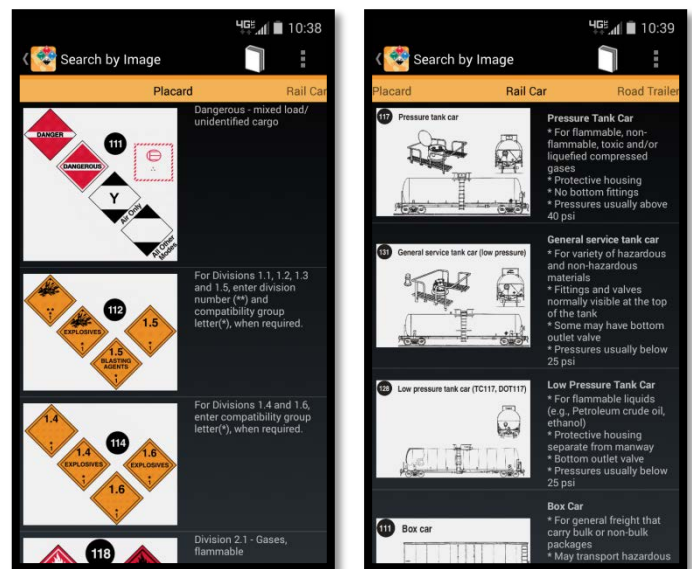 4G 10:38
Search by Image
Placard Rail Car
DANGER
DANGEROUS
111
Y
Air Only
All Other Modes
Dangerous - mixed load/
unidentified cargo
112
EXPLOSIVES
1.5
1.5
BLASTING
AGENTS
1
1
For Divisions 1.1, 1.2, 1.3
and 1.5, enter division
number (**) and
compatibility group
letter(*), when required.
1.4
1.4
EXPLOSIVES
114
1.6
EXPLOSIVES
1.6
1
1
1
1
For Divisions 1.4 and 1.6,
enter compatibility group
letter(*), when required.
118
Division 2.1 - Gases,
flammable
4G 10:39
Search by Image
Placard Rail Car Road Trailer
117 Pressure tank car
Pressure Tank Car
* For flammable, non-
flammable, toxic and/or
liquefied compressed
gases
* Protective housing
* No bottom fittings
* Pressures usually above
40 psi
131 General service tank car (low pressure)
General service tank car
* For variety of hazardous
and non-hazardous
materials
* Fittings and valves
normally visible at the top
of the tank
* Some may have bottom
outlet valve
* Pressures usually below
25 psi
128 Low pressure tank car (TC117, DOT117)
Low Pressure Tank Car
* For flammable liquids
(e.g., Petroleum crude oil,
ethanol)
* Protective housing
separate from manway
* Bottom outlet valve
* Pressures usually below
25 psi
111 Box car
Box Car
* For general freight that
carry bulk or non-bulk
packages
* May transport hazardous